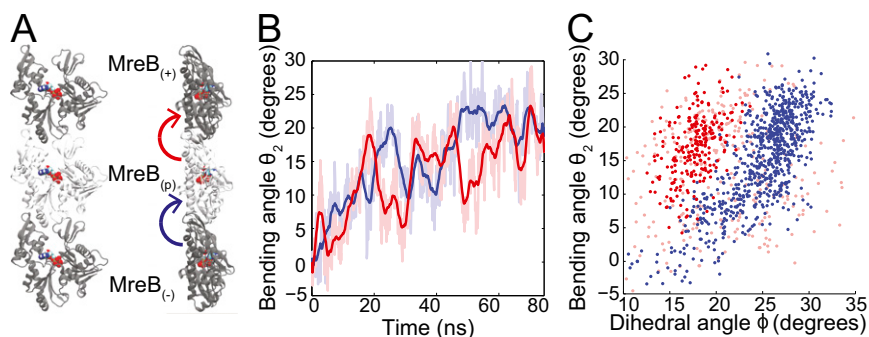 A
MreB(+)
MreB(p)
MreB(-)
B
Bending angle θ2 (degrees)
30
25
20
15
10
5
0
−5
0
20
40
60
80
Time (ns)
C
Bending angle θ2 (degrees)
30
25
20
15
10
5
0
−5
10
15
20
25
30
35
Dihedral angle ϕ (degrees)